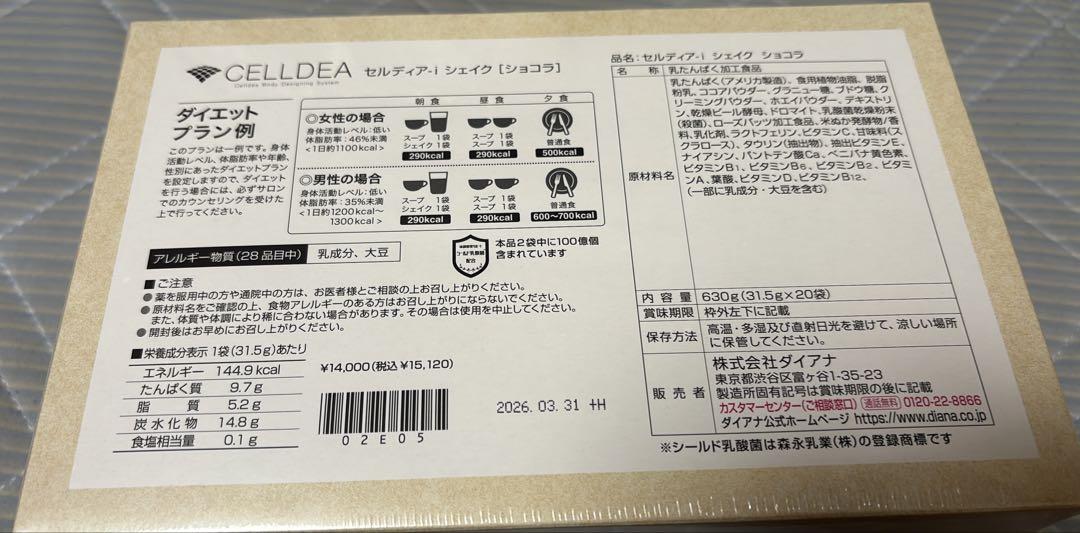 CELLDEA セルディア-i シェイク [ショコラ]
Celldea Body Designing System
ダイエット
プラン例
このプランは一例です。身体
活動レベル、体脂肪率や年齢、
性別にあったダイエットプラン
を設定しますので、ダイエット
を行う場合には、必ずサロン
でのカウンセリングを受けた
上で行ってください。
朝食 昼食 夕食
◎女性の場合
身体活動レベル:低い
体脂肪率:46%未満
<1日約1100kcal>
スープ 1袋
シェイク 1袋
290kcal
スープ 1袋
スープ 1袋
290kcal
普通食
500kcal
◎男性の場合
身体活動レベル:低い
体脂肪率:35%未満
<1日約1200kcal〜
1300kcal>
スープ 1袋
シェイク 1袋
290kcal
スープ 1袋
スープ 1袋
290kcal
普通食
600〜700kcal
アレルギー物質(28品目中) 乳成分、大豆
シールド乳酸菌
配合
本品2袋中に100億個
含まれています
■ご注意
●薬を服用中の方や通院中の方は、お医者様とご相談の上お召し上がりください。
●原材料名をご確認の上、食物アレルギーのある方はお召し上がりにならないでください。
また、体質や体調により稀に合わない場合があります。その場合は使用を中止してください。
●開封後はお早めにお召し上がりください。
■栄養成分表示 1袋(31.5g)あたり
エネルギー 144.9kcal
たんぱく質 9.7g
脂質 5.2g
炭水化物 14.8g
食塩相当量 0.1g
¥14,000(税込¥15,120)
02E05
2026.03.31 +H
品名:セルディア-i シェイク ショコラ
名称 乳たんぱく加工食品
原材料名
乳たんぱく(アメリカ製造)、食用植物油脂、脱脂
粉乳、ココアパウダー、グラニュー糖、ブドウ糖、ク
リーミングパウダー、ホエイパウダー、デキストリ
ン、乾燥ビール酵母、ドロマイト、乳酸菌乾燥粉末
(殺菌)、ローズバッツ加工食品、米ぬか発酵物/香
料、乳化剤、ラクトフェリン、ビタミンC、甘味料(ス
クラロース)、タウリン(抽出物)、抽出ビタミンE、
ナイアシン、パントテン酸Ca、ベニバナ黄色素、
ビタミンB1、ビタミンB6、ビタミンB2、ビタミ
ンA、葉酸、ビタミンD、ビタミンB12、
(一部に乳成分・大豆を含む)
内容量 630g(31.5g×20袋)
賞味期限 枠外左下に記載
保存方法 高温・多湿及び直射日光を避けて、涼しい場所
に保管してください。
販売者
株式会社ダイアナ
東京都渋谷区富ヶ谷1-35-23
製造所固有記号は賞味期限の後に記載
カスタマーセンター(ご相談窓口) 通話無料 0120-22-8866
ダイアナ公式ホームページ https://www.diana.co.jp
※シールド乳酸菌は森永乳業(株)の登録商標です